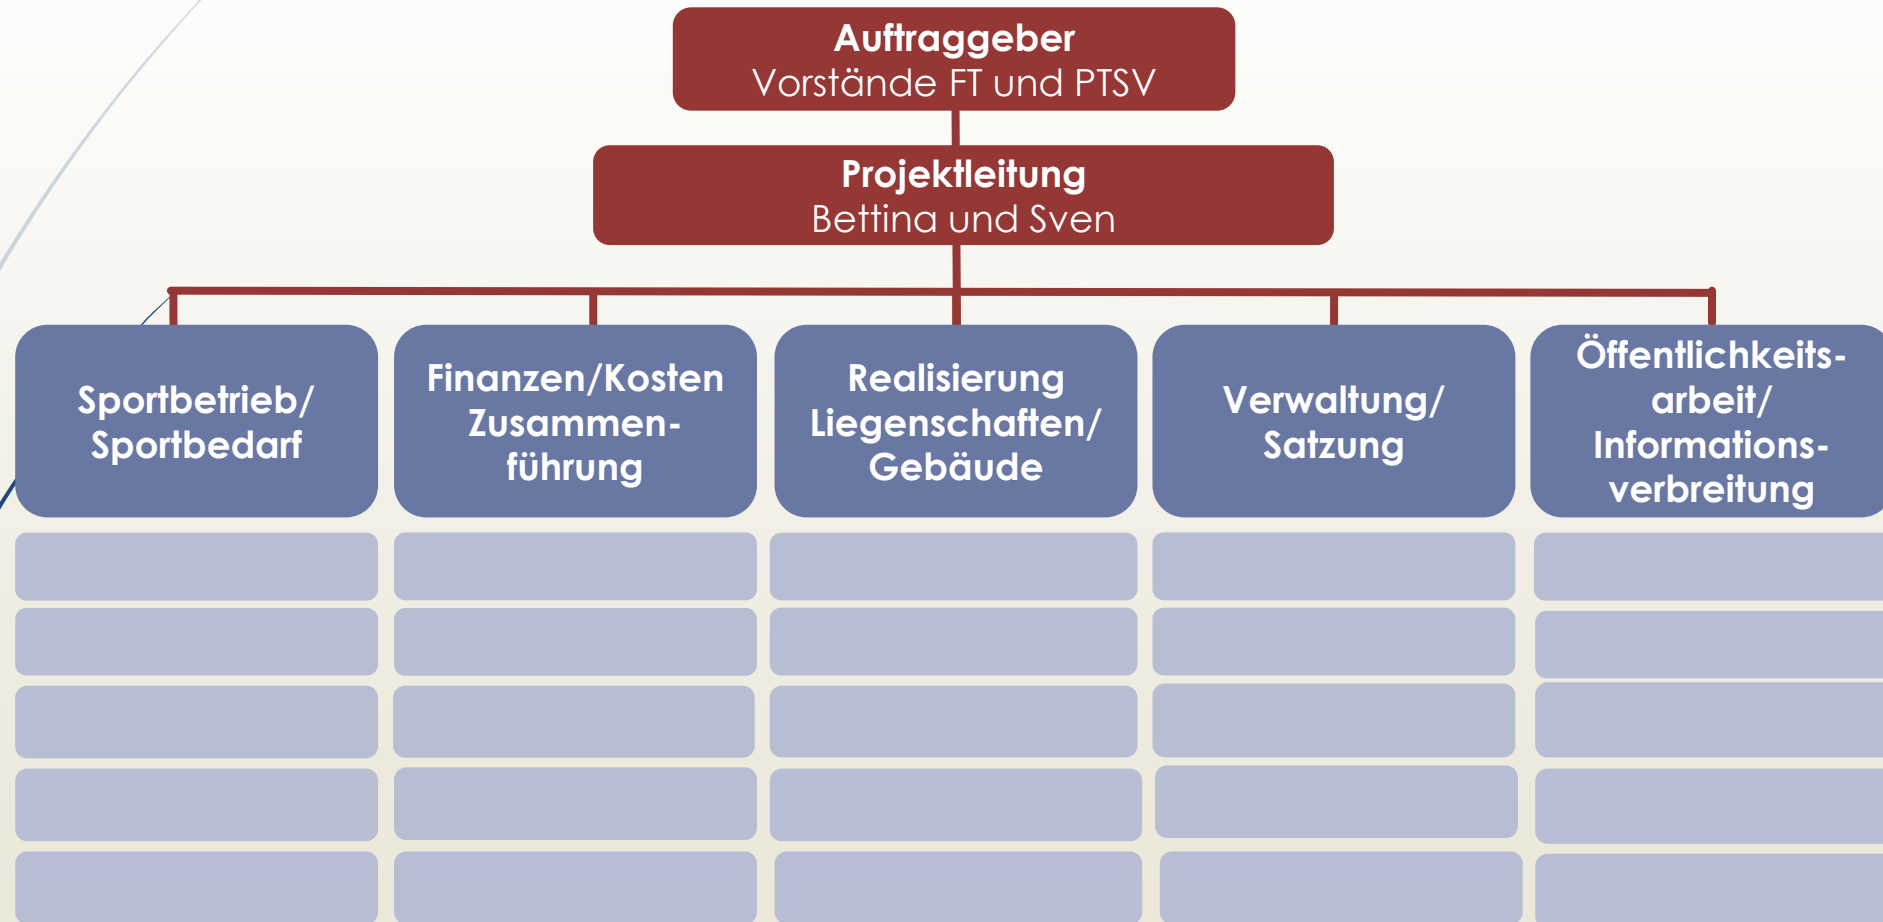 Auftraggeber
Vorstände FT und PTSV
Projektleitung
Bettina und Sven
Sportbetrieb/
Sportbedarf
Finanzen/Kosten
Zusammen-
führung
Realisierung
Liegenschaften/
Gebäude
Verwaltung/
Satzung
Öffentlichkeits-
arbeit/
Informations-
verbreitung